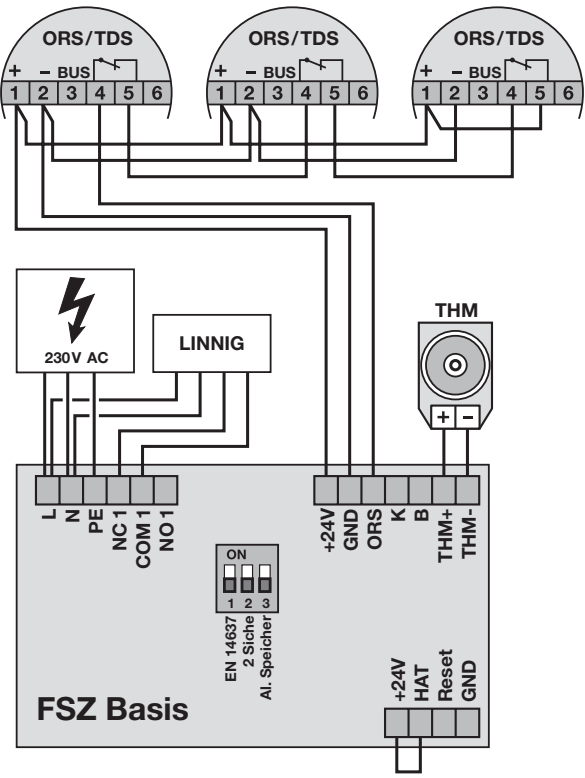 ORS/TDS ORS/TDS ORS/TDS
+ – BUS + – BUS + – BUS
1 2 3 4 5 6 1 2 3 4 5 6 1 2 3 4 5 6
230V AC
LINNIG
THM
+ –
L N PE NC 1 COM 1 NO 1
+24V GND ORS K B THM+ THM-
ON
1 2 3
EN 14637
2 Siche
Al. Speicher
FSZ Basis
+24V HAT Reset GND